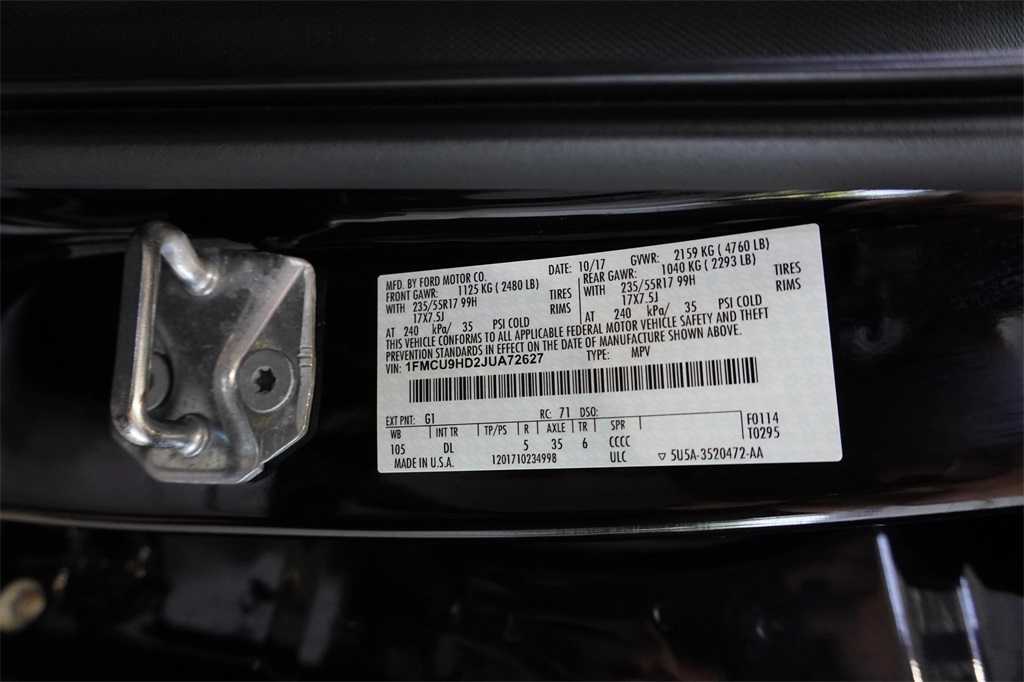 MFD. BY FORD MOTOR CO. DATE: 10/17 GVWR: 2159 KG ( 4760 LB)
FRONT GAWR: 1125 KG ( 2480 LB) REAR GAWR: 1040 KG ( 2293 LB)
WITH 235/55R17 99H TIRES WITH 235/55R17 99H TIRES
17X7.5J RIMS 17X7.5J RIMS
AT 240 kPa/ 35 PSI COLD AT 240 kPa/ 35 PSI COLD
THIS VEHICLE CONFORMS TO ALL APPLICABLE FEDERAL MOTOR VEHICLE SAFETY AND THEFT
PREVENTION STANDARDS IN EFFECT ON THE DATE OF MANUFACTURE SHOWN ABOVE.
VIN: 1FMCU9HD2JUA72627 TYPE: MPV
EXT PNT: G1 RC: 71 DSO: F0114
WB INT TR TP/PS R AXLE TR SPR T0295
105 DL 5 35 6 CCCC
MADE IN U.S.A. 1201710234998 ULC ▽ 5U5A-3520472-AA